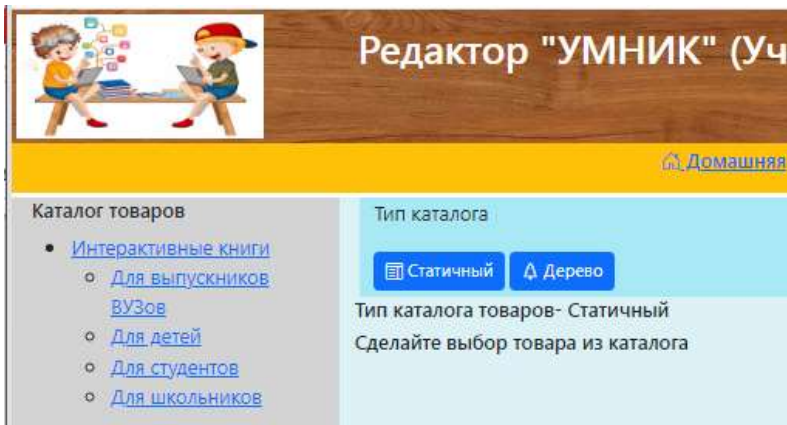 Редактор "УМНИК" (Уч
Домашняя
Каталог товаров
Интерактивные книги
Для выпускников
ВУЗов
Для детей
Для студентов
Для школьников
Тип каталога
Статичный Дерево
Тип каталога товаров- Статичный
Сделайте выбор товара из каталога